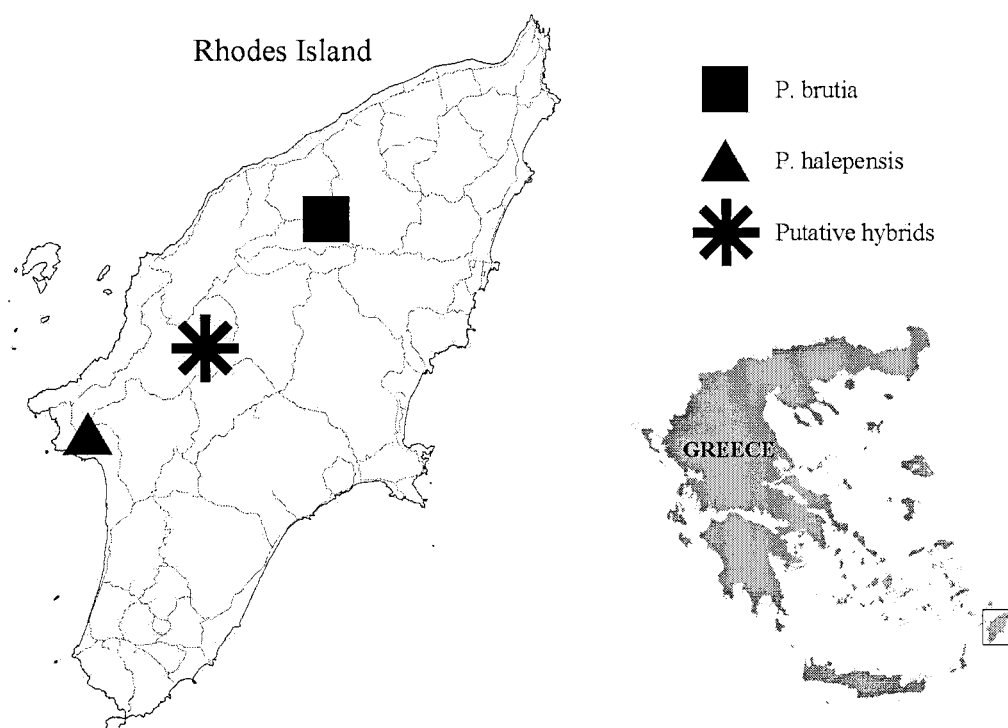 Rhodes Island
P. brutia
P. halepensis
Putative hybrids
GREECE